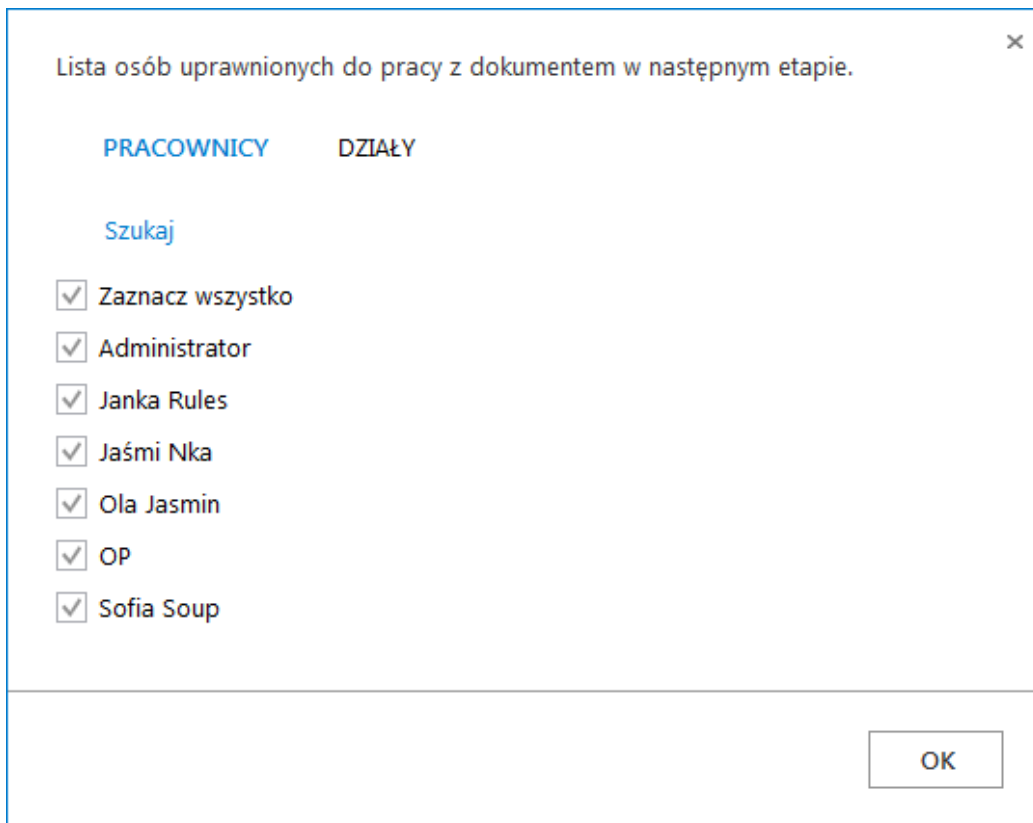 Lista osób uprawnionych do pracy z dokumentem w następnym etapie.
PRACOWNICY DZIAŁY
Szukaj
Zaznacz wszystko
Administrator
Janka Rules
Jaśmi Nka
Ola Jasmin
OP
Sofia Soup
OK